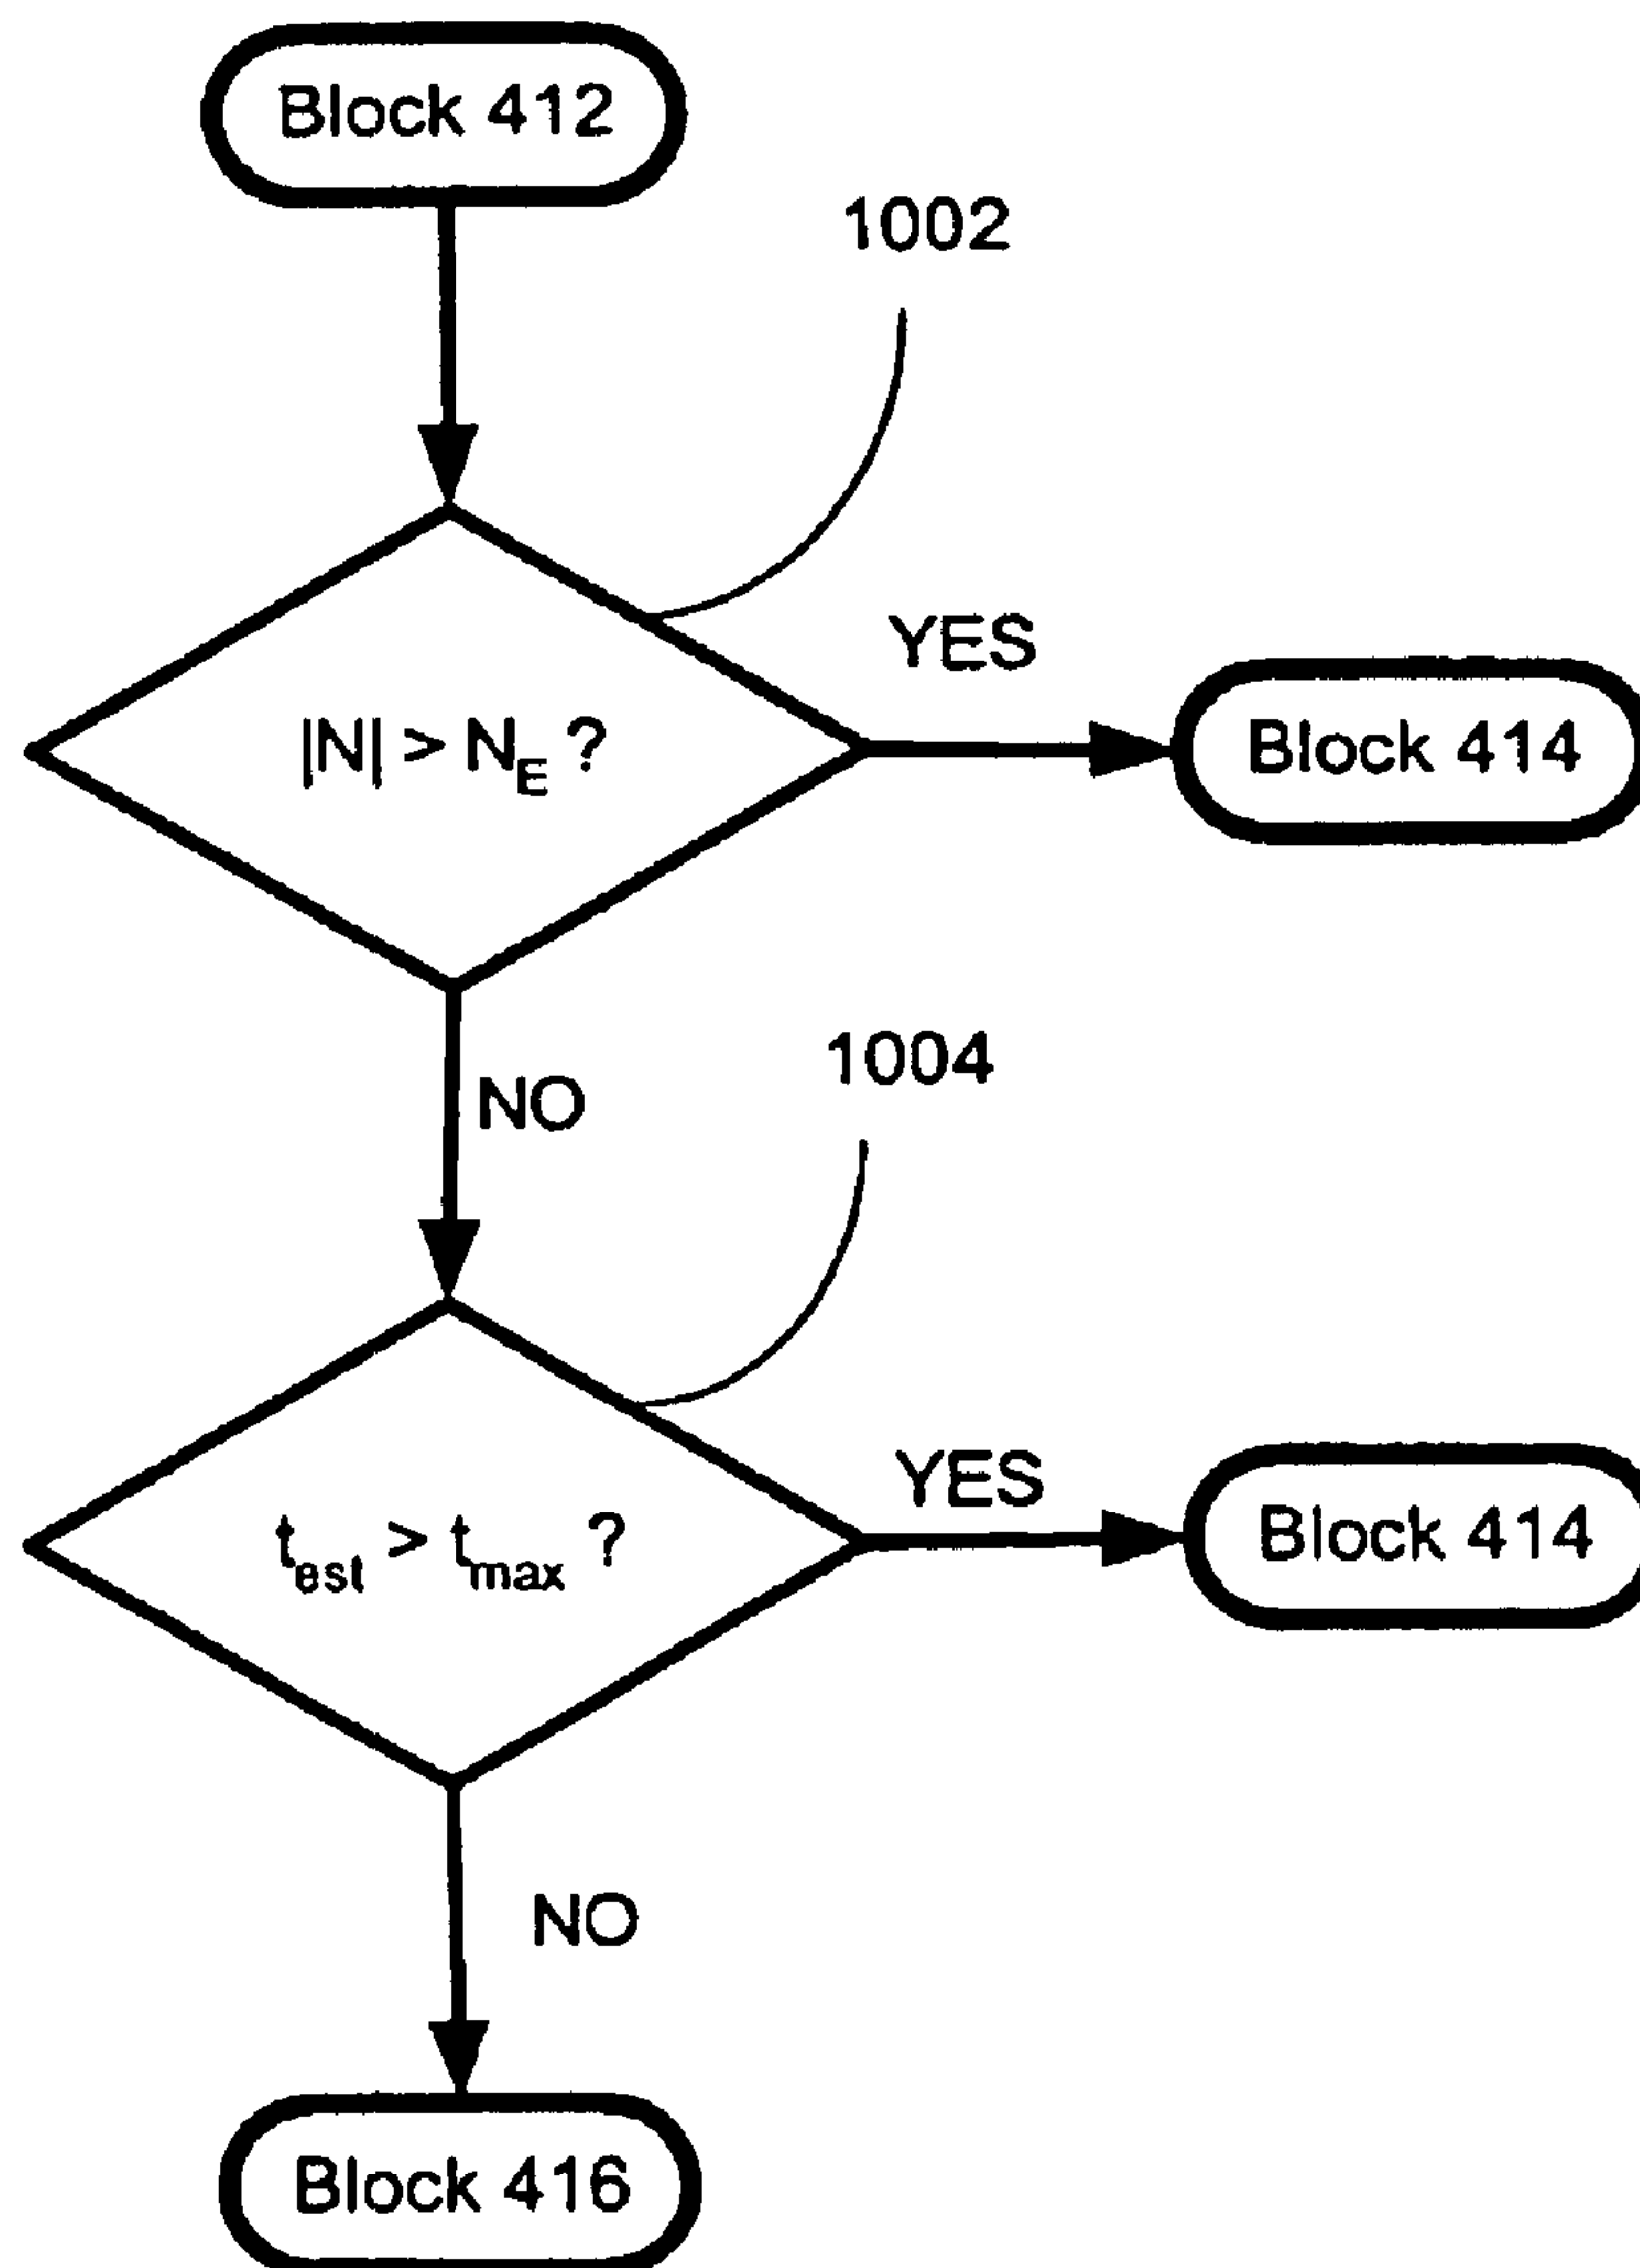 Block 412
1002
|N| > N_E ?
YES
Block 414
NO
1004
t_est > t_max ?
YES
Block 414
NO
Block 416